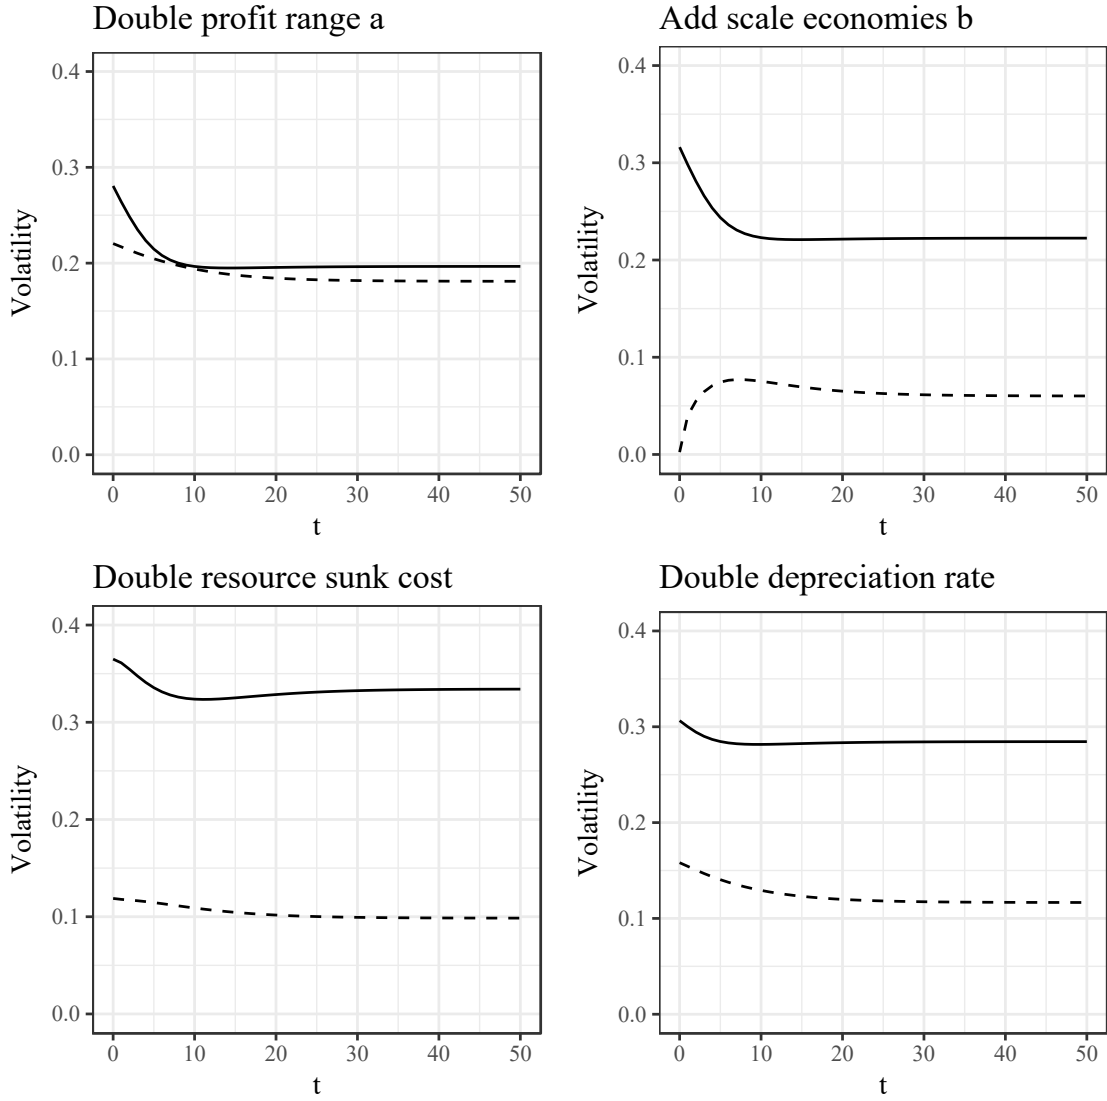 Double profit range a
Volatility
0.4
0.3
0.2
0.1
0.0
0 10 20 30 40 50
t
Add scale economies b
Volatility
0.4
0.3
0.2
0.1
0.0
0 10 20 30 40 50
t
Double resource sunk cost
Volatility
0.4
0.3
0.2
0.1
0.0
0 10 20 30 40 50
t
Double depreciation rate
Volatility
0.4
0.3
0.2
0.1
0.0
0 10 20 30 40 50
t